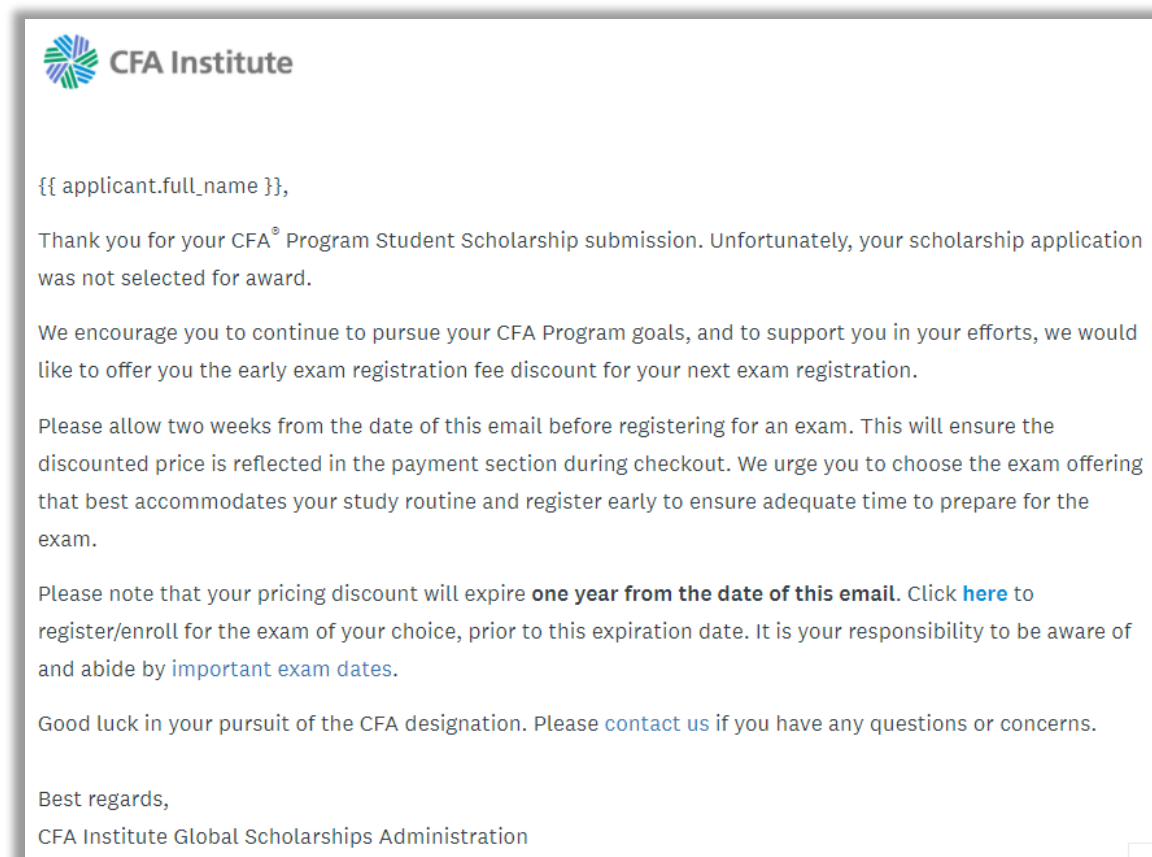 CFA Institute
{{ applicant.full_name }},
Thank you for your CFA® Program Student Scholarship submission. Unfortunately, your scholarship application
was not selected for award.
We encourage you to continue to pursue your CFA Program goals, and to support you in your efforts, we would
like to offer you the early exam registration fee discount for your next exam registration.
Please allow two weeks from the date of this email before registering for an exam. This will ensure the
discounted price is reflected in the payment section during checkout. We urge you to choose the exam offering
that best accommodates your study routine and register early to ensure adequate time to prepare for the
exam.
Please note that your pricing discount will expire one year from the date of this email. Click here to
register/enroll for the exam of your choice, prior to this expiration date. It is your responsibility to be aware of
and abide by important exam dates.
Good luck in your pursuit of the CFA designation. Please contact us if you have any questions or concerns.
Best regards,
CFA Institute Global Scholarships Administration